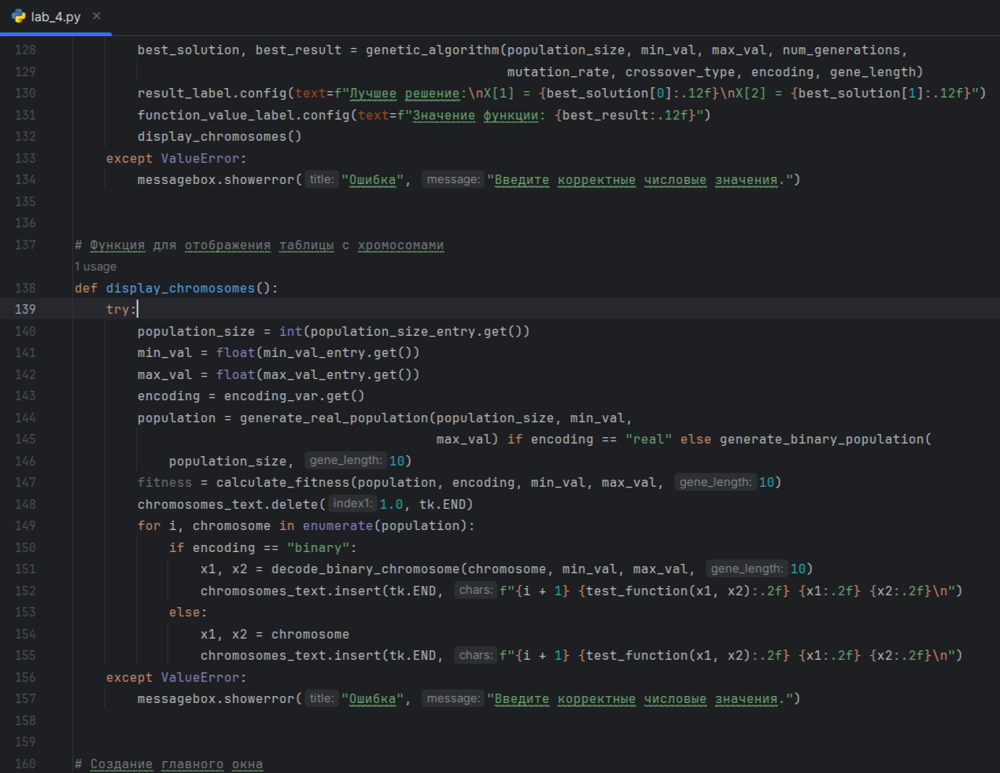 lab_4.py
128 best_solution, best_result = genetic_algorithm(population_size, min_val, max_val, num_generations,
129 mutation_rate, crossover_type, encoding, gene_length)
130 result_label.config(text=f"Лучшее решение:\nX[1] = {best_solution[0]:.12f}\nX[2] = {best_solution[1]:.12f}")
131 function_value_label.config(text=f"Значение функции: {best_result:.12f}")
132 display_chromosomes()
133 except ValueError:
134 messagebox.showerror( title: "Ошибка", message: "Введите корректные числовые значения.")
135
136
137 # Функция для отображения таблицы с хромосомами
1 usage
138 def display_chromosomes():
139 try:
140 population_size = int(population_size_entry.get())
141 min_val = float(min_val_entry.get())
142 max_val = float(max_val_entry.get())
143 encoding = encoding_var.get()
144 population = generate_real_population(population_size, min_val,
145 max_val) if encoding == "real" else generate_binary_population(
146 population_size, gene_length: 10)
147 fitness = calculate_fitness(population, encoding, min_val, max_val, gene_length: 10)
148 chromosomes_text.delete( index1: 1.0, tk.END)
149 for i, chromosome in enumerate(population):
150 if encoding == "binary":
151 x1, x2 = decode_binary_chromosome(chromosome, min_val, max_val, gene_length: 10)
152 chromosomes_text.insert(tk.END, chars: f"{i + 1} {test_function(x1, x2):.2f} {x1:.2f} {x2:.2f}\n")
153 else:
154 x1, x2 = chromosome
155 chromosomes_text.insert(tk.END, chars: f"{i + 1} {test_function(x1, x2):.2f} {x1:.2f} {x2:.2f}\n")
156 except ValueError:
157 messagebox.showerror( title: "Ошибка", message: "Введите корректные числовые значения.")
158
159
160 # Создание главного окна